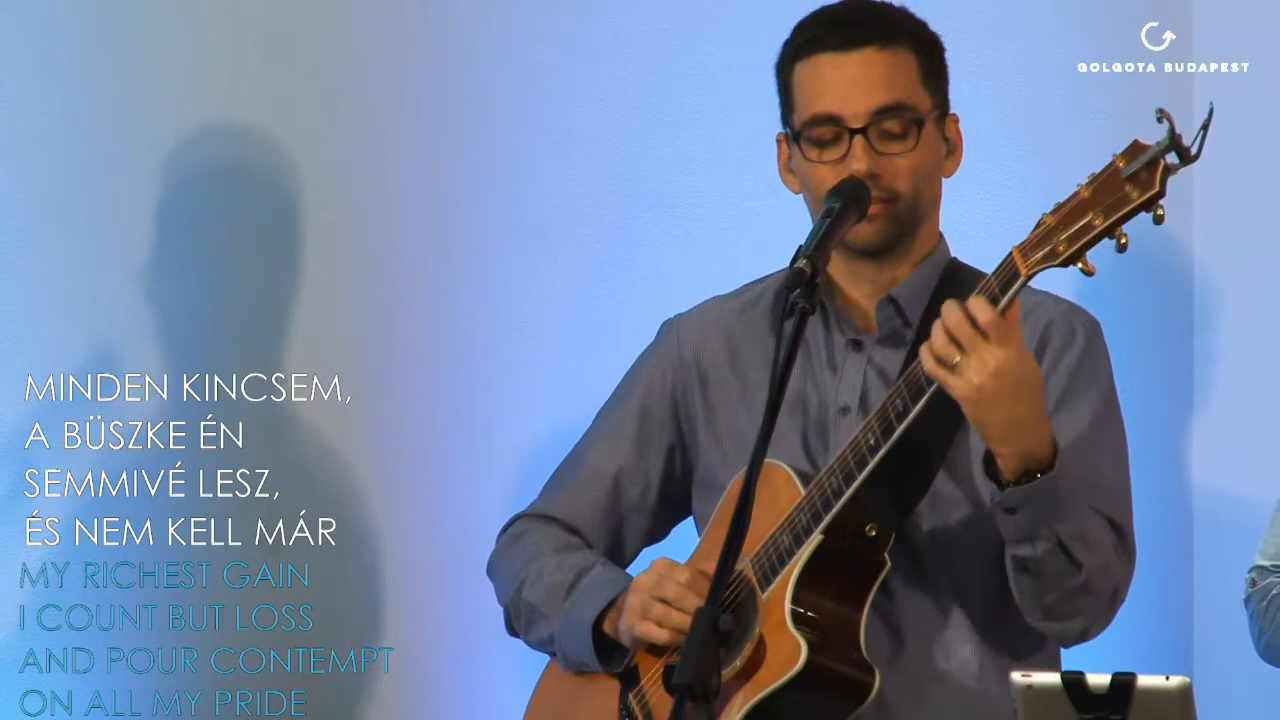 GOLGOTA BUDAPEST
MINDEN KINCSEM,
A BÜSZKE ÉN
SEMMIVÉ LESZ,
ÉS NEM KELL MÁR
MY RICHEST GAIN
I COUNT BUT LOSS
AND POUR CONTEMPT
ON ALL MY PRIDE